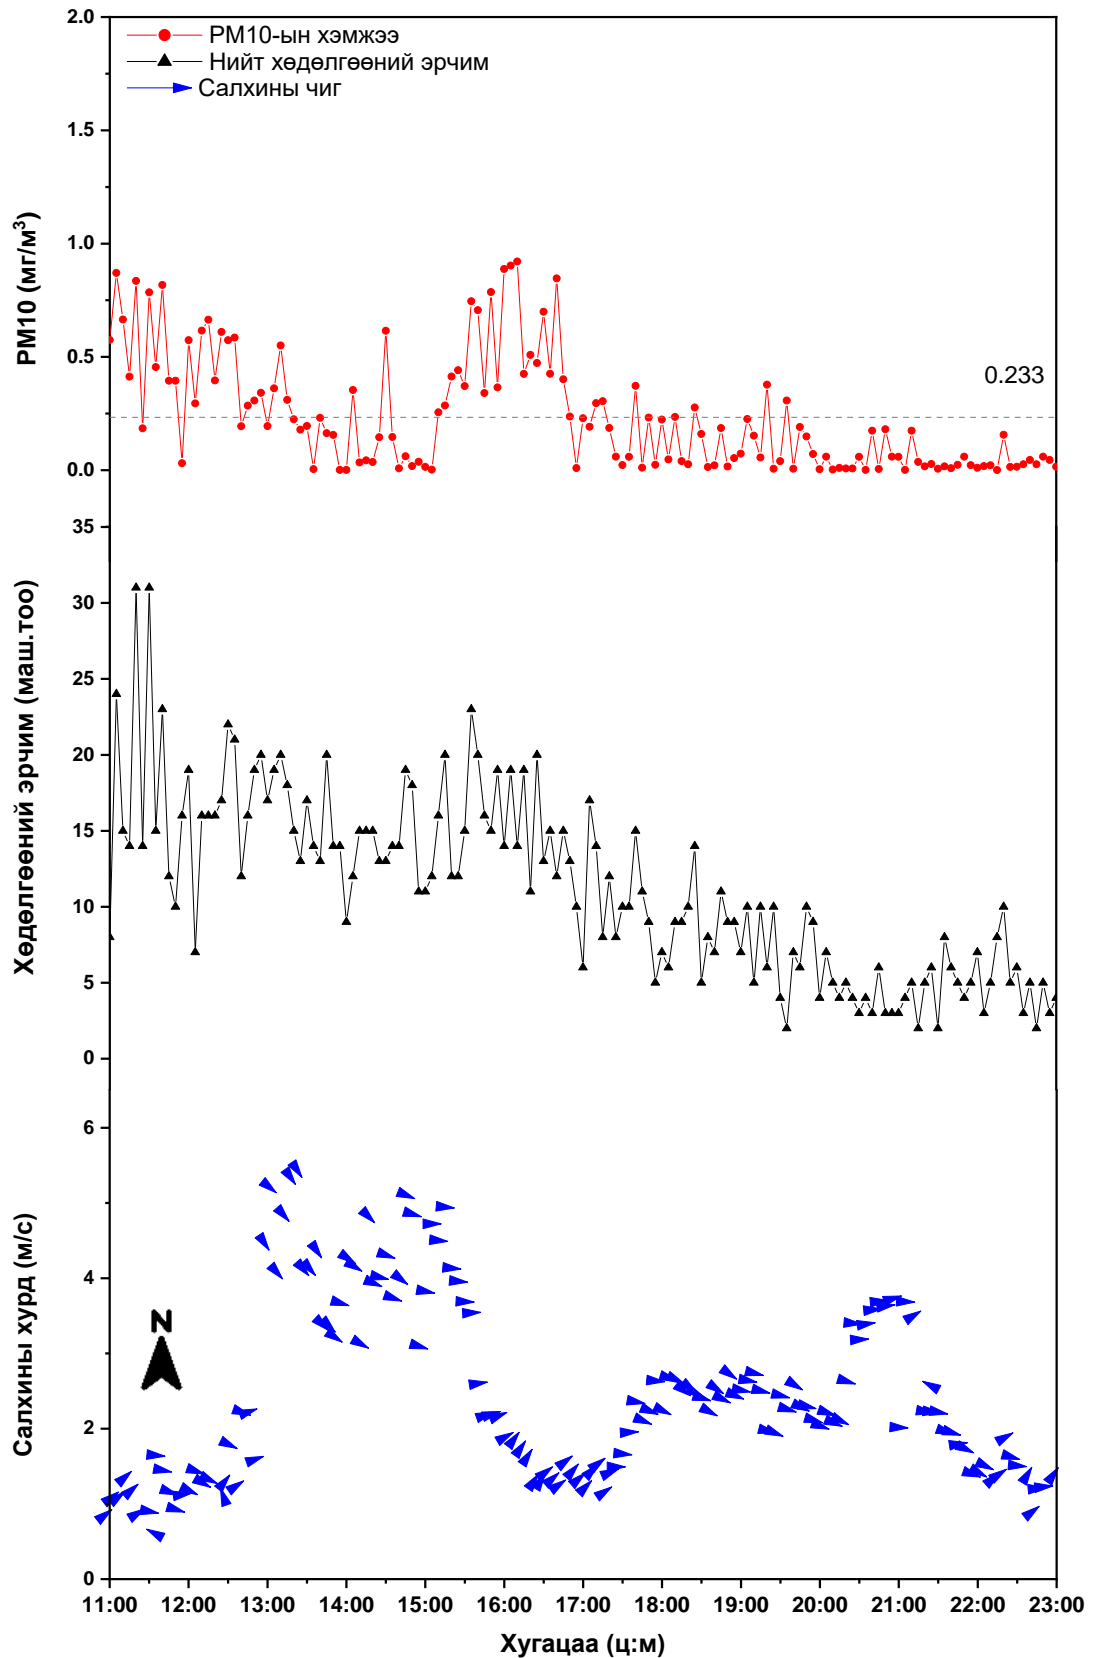 2.0
PM10-ын хэмжээ
Нийт хөдөлгөөний эрчим
Салхины чиг
1.5
1.0
0.5
0.0
PM10 (мг/м³)
0.233
35
30
25
20
15
10
5
0
Хөдөлгөөний эрчим (маш.тоо)
6
4
2
0
Салхины хурд (м/с)
N
11:00 12:00 13:00 14:00 15:00 16:00 17:00 18:00 19:00 20:00 21:00 22:00 23:00
Хугацаа (ц:м)